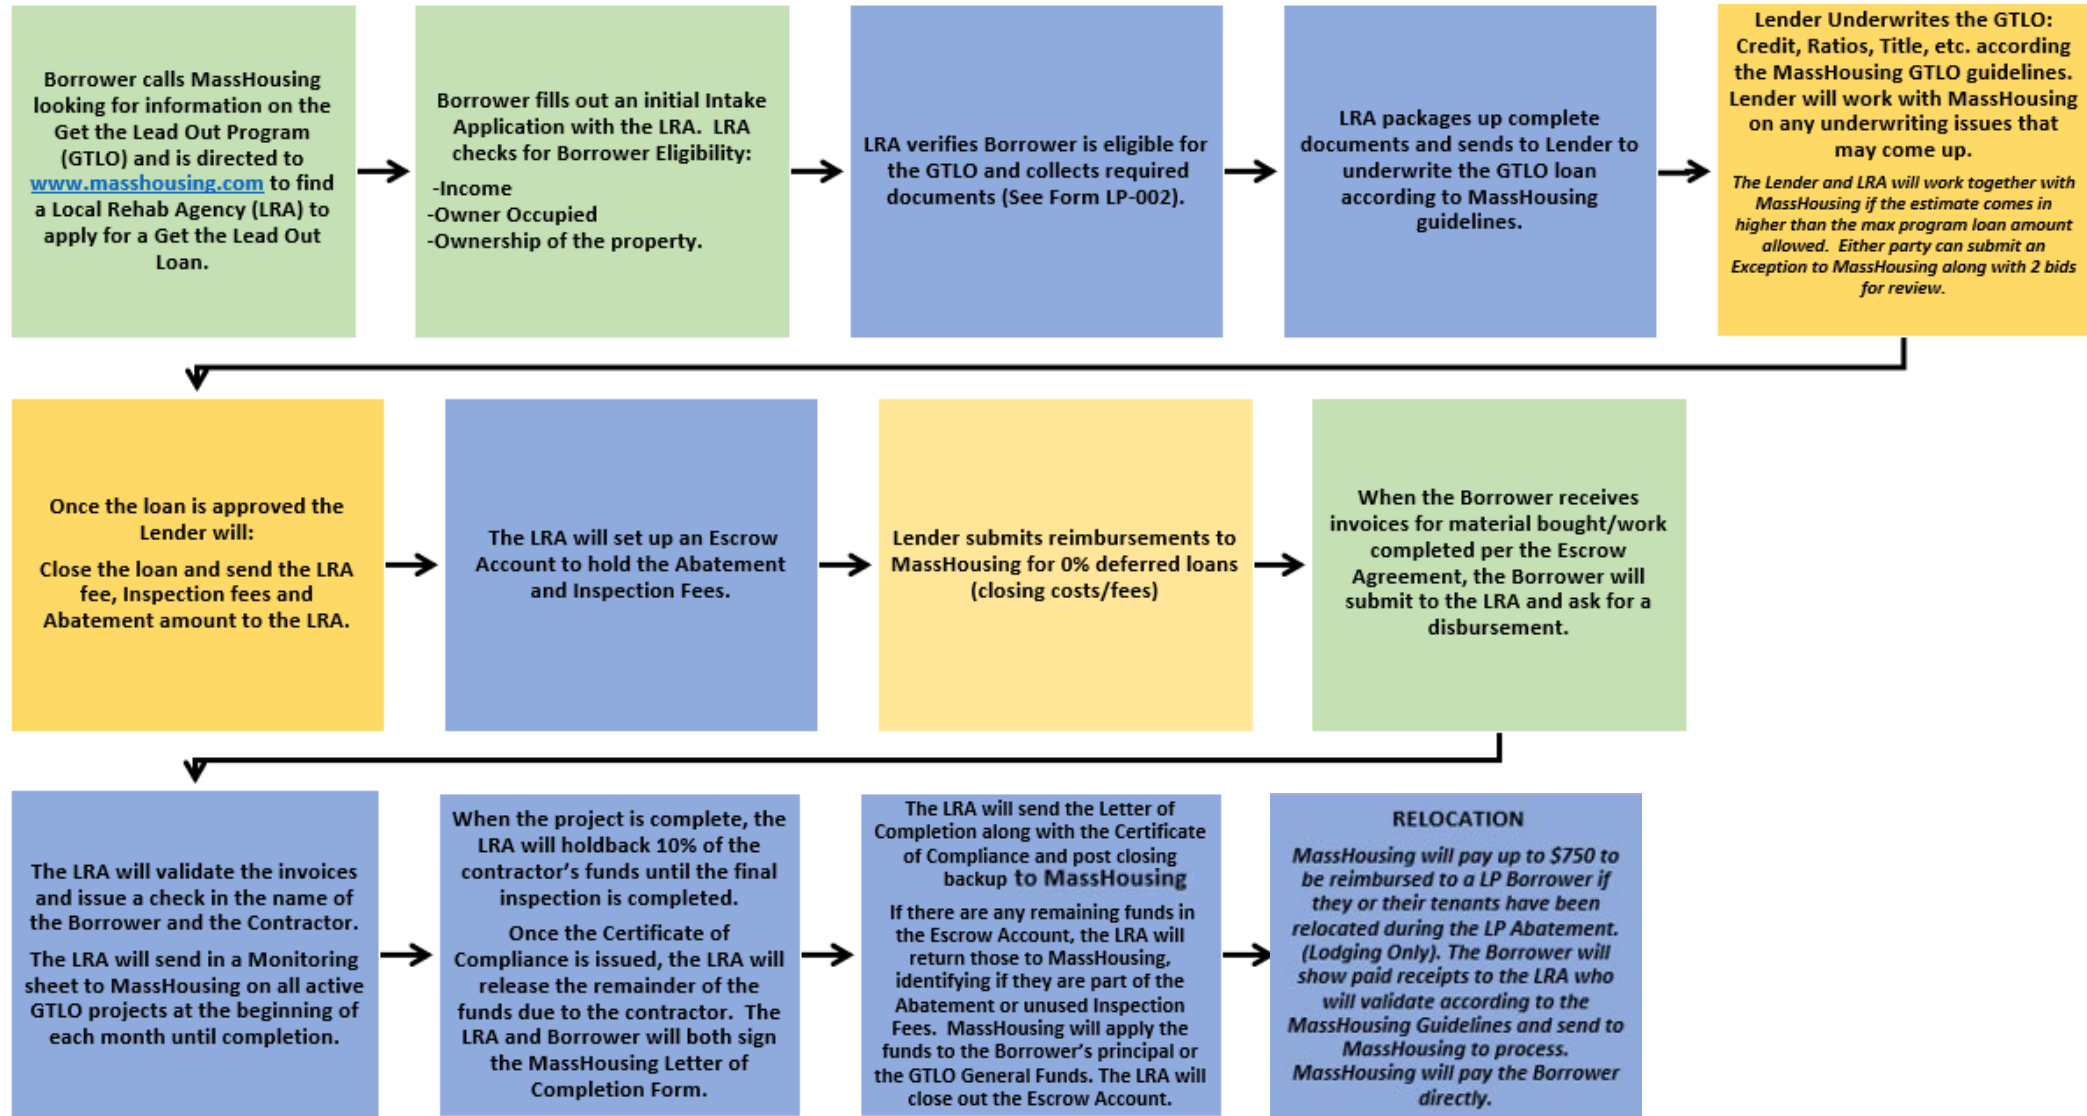 Borrower calls MassHousing
looking for information on the
Get the Lead Out Program
(GTLO) and is directed to
www.masshousing.com to find
a Local Rehab Agency (LRA) to
apply for a Get the Lead Out
Loan.
Borrower fills out an initial Intake
Application with the LRA.  LRA
checks for Borrower Eligibility:
-Income
-Owner Occupied
-Ownership of the property.
LRA verifies Borrower is eligible for
the GTLO and collects required
documents (See Form LP-002).
LRA packages up complete
documents and sends to Lender to
underwrite the GTLO loan
according to MassHousing
guidelines.
Lender Underwrites the GTLO:
Credit, Ratios, Title, etc. according
the MassHousing GTLO guidelines.
Lender will work with MassHousing
on any underwriting issues that
may come up.
The Lender and LRA will work together with
MassHousing if the estimate comes in
higher than the max program loan amount
allowed.  Either party can submit an
Exception to MassHousing along with 2 bids
for review.
Once the loan is approved the
Lender will:
Close the loan and send the LRA
fee, Inspection fees and
Abatement amount to the LRA.
The LRA will set up an Escrow
Account to hold the Abatement
and Inspection Fees.
Lender submits reimbursements to
MassHousing for 0% deferred loans
(closing costs/fees)
When the Borrower receives
invoices for material bought/work
completed per the Escrow
Agreement, the Borrower will
submit to the LRA and ask for a
disbursement.
The LRA will validate the invoices
and issue a check in the name of
the Borrower and the Contractor.
The LRA will send in a Monitoring
sheet to MassHousing on all active
GTLO projects at the beginning of
each month until completion.
When the project is complete, the
LRA will holdback 10% of the
contractor's funds until the final
inspection is completed.
Once the Certificate of
Compliance is issued, the LRA will
release the remainder of the
funds due to the contractor.  The
LRA and Borrower will both sign
the MassHousing Letter of
Completion Form.
The LRA will send the Letter of
Completion along with the Certificate
of Compliance and post closing
backup to MassHousing
If there are any remaining funds in
the Escrow Account, the LRA will
return those to MassHousing,
identifying if they are part of the
Abatement or unused Inspection
Fees.  MassHousing will apply the
funds to the Borrower's principal or
the GTLO General Funds. The LRA will
close out the Escrow Account.
RELOCATION
MassHousing will pay up to $750 to
be reimbursed to a LP Borrower if
they or their tenants have been
relocated during the LP Abatement.
(Lodging Only). The Borrower will
show paid receipts to the LRA who
will validate according to the
MassHousing Guidelines and send to
MassHousing to process.
MassHousing will pay the Borrower
directly.